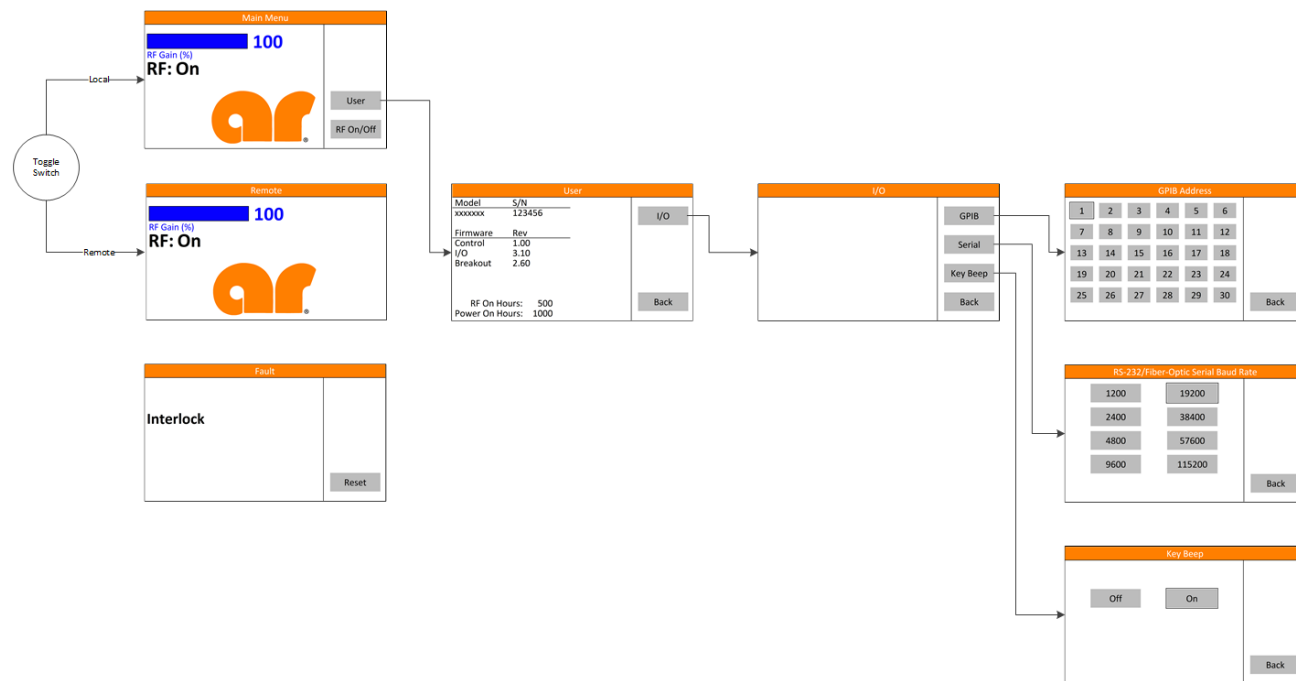 Toggle
Switch
Local
Remote
Main Menu
100
RF Gain (%)
RF: On
ar
User
RF On/Off
Remote
100
RF Gain (%)
RF: On
ar
Fault
Interlock
Reset
User
Model S/N
xxxxxxx 123456
Firmware Rev
Control 1.00
I/O 3.10
Breakout 2.60
RF On Hours: 500
Power On Hours: 1000
I/O
Back
I/O
GPIB
Serial
Key Beep
Back
GPIB Address
1 2 3 4 5 6
7 8 9 10 11 12
13 14 15 16 17 18
19 20 21 22 23 24
25 26 27 28 29 30
Back
RS-232/Fiber-Optic Serial Baud Rate
1200 19200
2400 38400
4800 57600
9600 115200
Back
Key Beep
Off On
Back